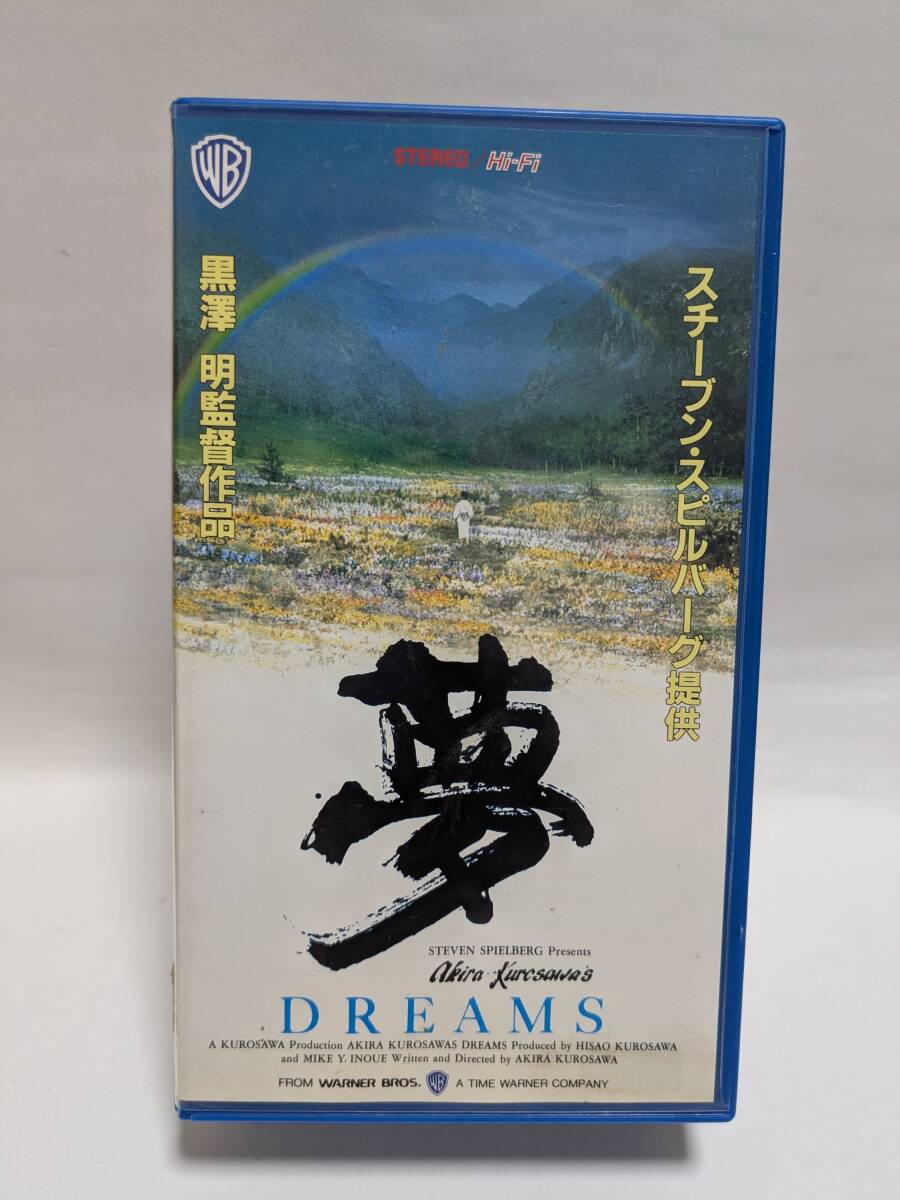 WB
STEREO / Hi-Fi
スチーブン・スピルバーグ提供
黒澤 明監督作品
夢
STEVEN SPIELBERG Presents
Akira Kurosawa's
DREAMS
A KUROSAWA Production AKIRA KUROSAWAS DREAMS Produced by HISAO KUROSAWA
and MIKE Y. INOUE Written and Directed by AKIRA KUROSAWA
FROM WARNER BROS. WB A TIME WARNER COMPANY